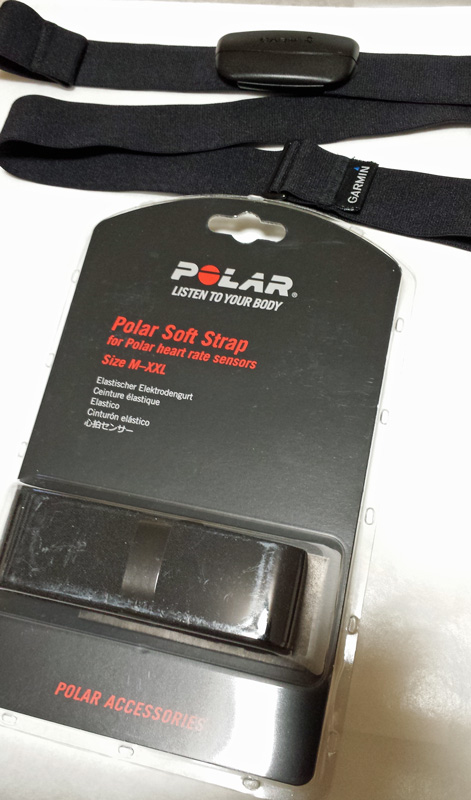 GARMIN
POLAR®
LISTEN TO YOUR BODY
Polar Soft Strap
for Polar heart rate sensors
Size M–XXL
Elastischer Elektrodengurt
Ceinture élastique
Elastico
Cinturón elástico
心拍センサー
POLAR ACCESSORIES